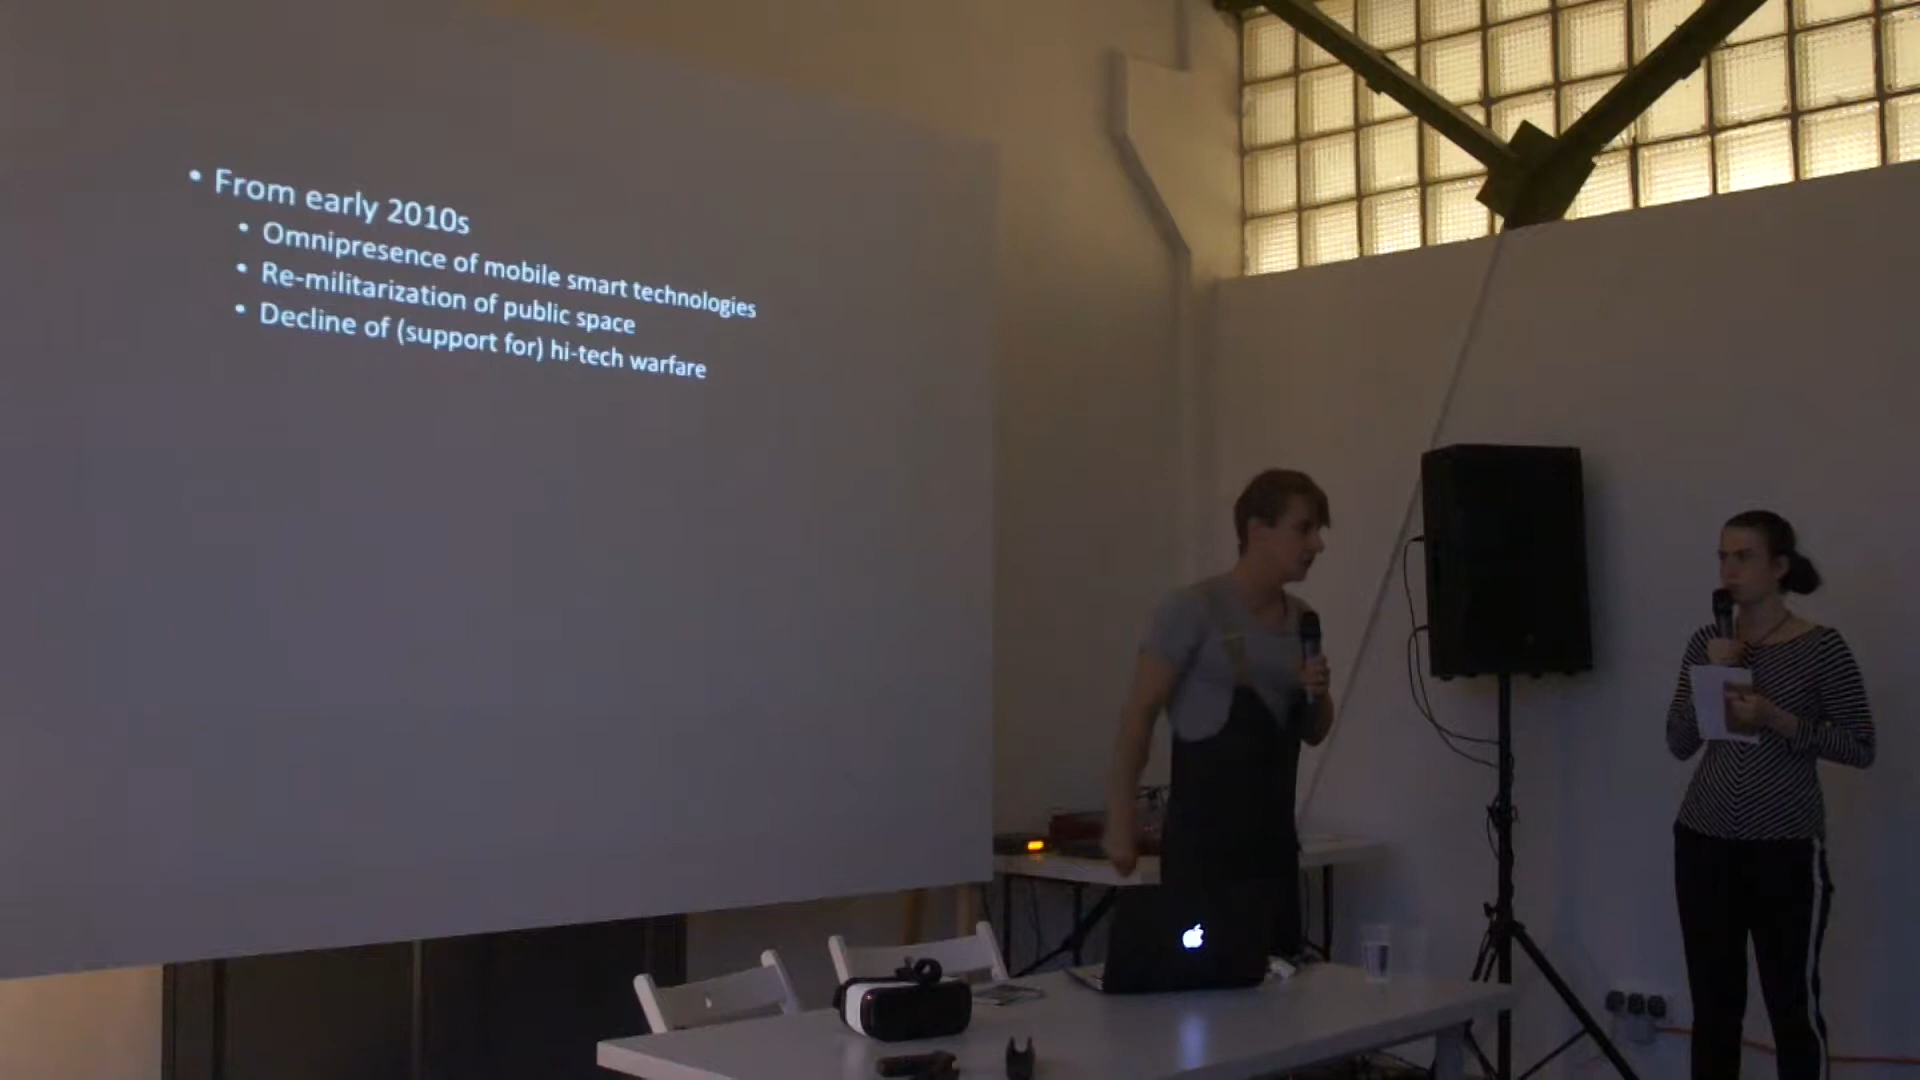 • From early 2010s
• Omnipresence of mobile smart technologies
• Re-militarization of public space
• Decline of (support for) hi-tech warfare